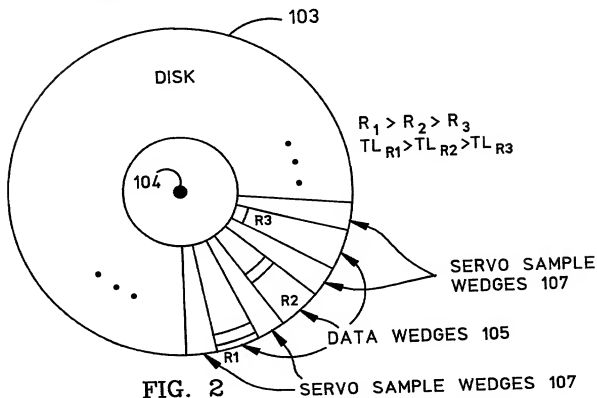 103
DISK
R1 > R2 > R3
TLR1>TLR2>TLR3
104
R3
SERVO SAMPLE
WEDGES 107
R2
DATA WEDGES 105
R1
FIG. 2
SERVO SAMPLE WEDGES 107